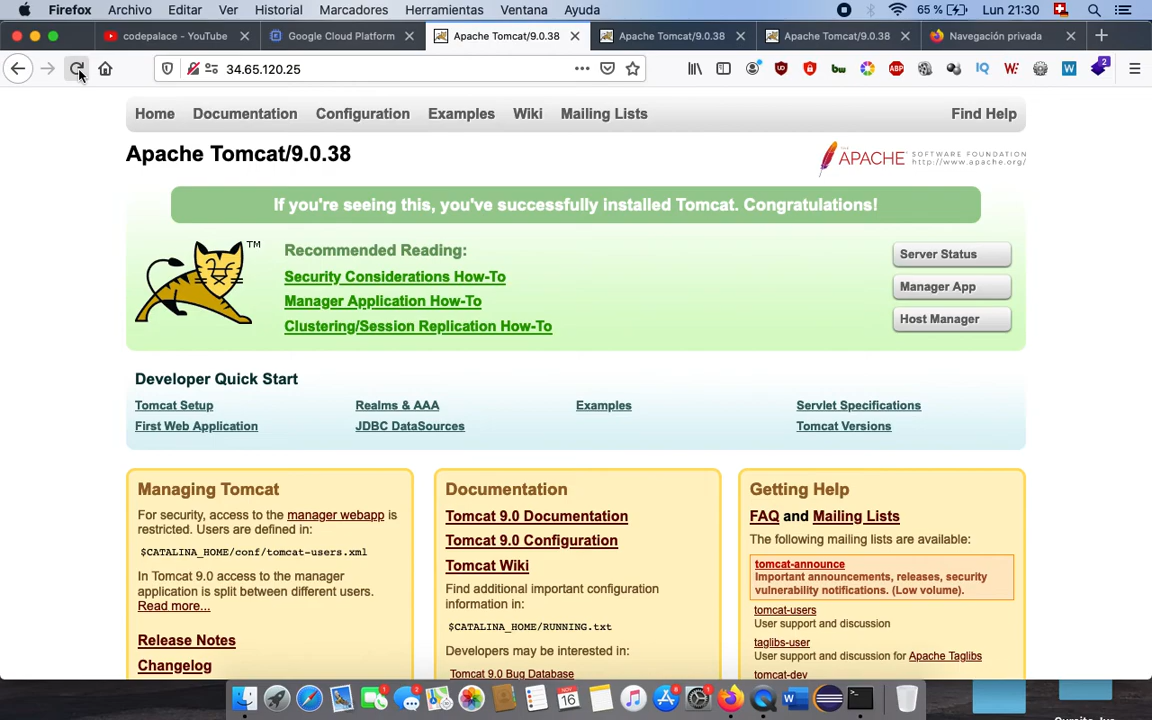 Firefox Archivo Editar Ver Historial Marcadores Herramientas Ventana Ayuda 65 % Lun 21:30
codepalace - YouTube Google Cloud Platform Apache Tomcat/9.0.38 Apache Tomcat/9.0.38 Apache Tomcat/9.0.38 Navegación privada
34.65.120.25
Home Documentation Configuration Examples Wiki Mailing Lists Find Help
Apache Tomcat/9.0.38
APACHE SOFTWARE FOUNDATION
http://www.apache.org/
If you're seeing this, you've successfully installed Tomcat. Congratulations!
TM
Recommended Reading:
Security Considerations How-To
Manager Application How-To
Clustering/Session Replication How-To
Server Status
Manager App
Host Manager
Developer Quick Start
Tomcat Setup
First Web Application
Realms & AAA
JDBC DataSources
Examples
Servlet Specifications
Tomcat Versions
Managing Tomcat
For security, access to the manager webapp is
restricted. Users are defined in:
$CATALINA_HOME/conf/tomcat-users.xml
In Tomcat 9.0 access to the manager
application is split between different users.
Read more...
Release Notes
Changelog
Documentation
Tomcat 9.0 Documentation
Tomcat 9.0 Configuration
Tomcat Wiki
Find additional important configuration
information in:
$CATALINA_HOME/RUNNING.txt
Developers may be interested in:
Tomcat 9.0 Bug Database
Getting Help
FAQ and Mailing Lists
The following mailing lists are available:
tomcat-announce
Important announcements, releases, security
vulnerability notifications. (Low volume).
tomcat-users
User support and discussion
taglibs-user
User support and discussion for Apache Taglibs
tomcat-dev